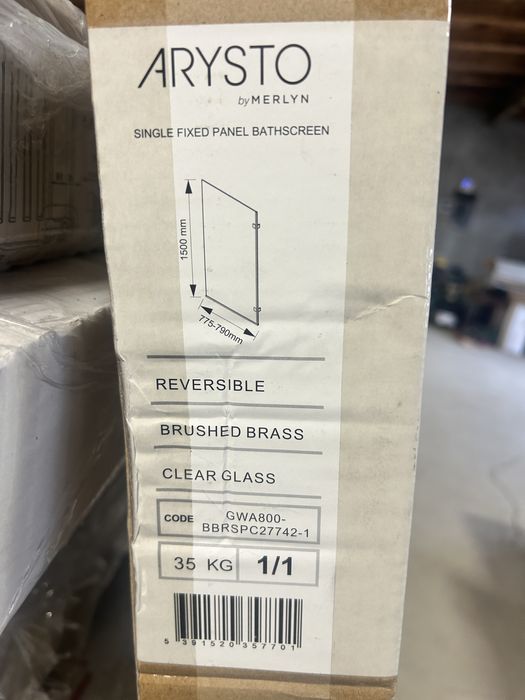 ARYSTO
by MERLYN
SINGLE FIXED PANEL BATHSCREEN
1500 mm
775-790mm
REVERSIBLE
BRUSHED BRASS
CLEAR GLASS
CODE GWA800-
BBRSPC27742-1
35 KG 1/1
5 391520 357701